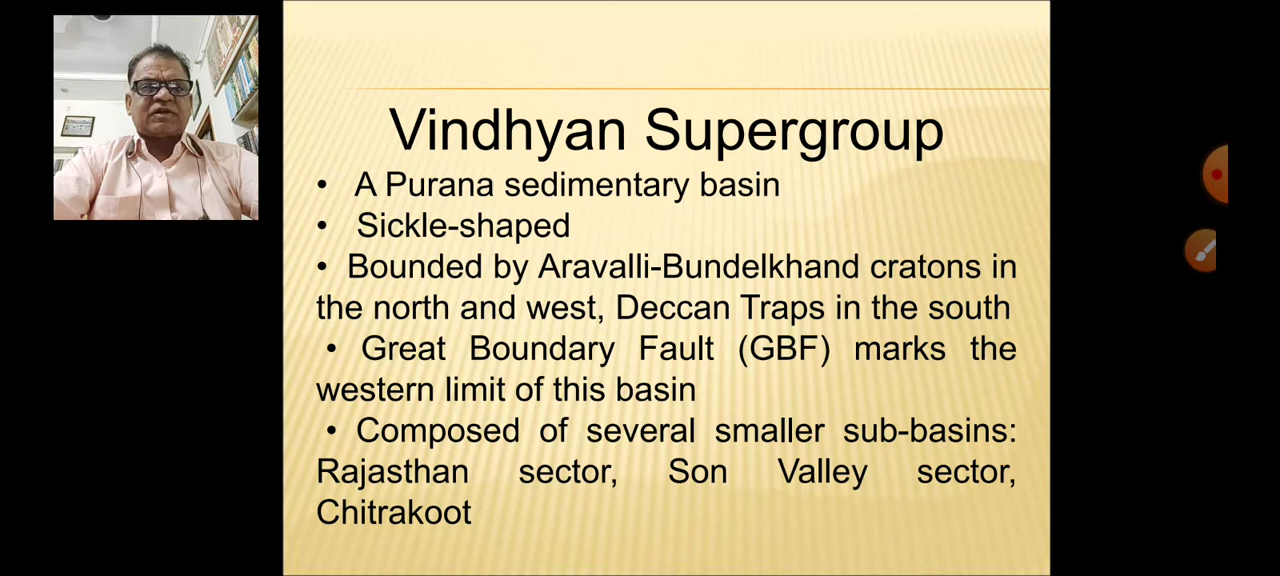 Vindhyan Supergroup
• A Purana sedimentary basin
• Sickle-shaped
• Bounded by Aravalli-Bundelkhand cratons in
the north and west, Deccan Traps in the south
• Great Boundary Fault (GBF) marks the
western limit of this basin
• Composed of several smaller sub-basins:
Rajasthan sector, Son Valley sector,
Chitrakoot